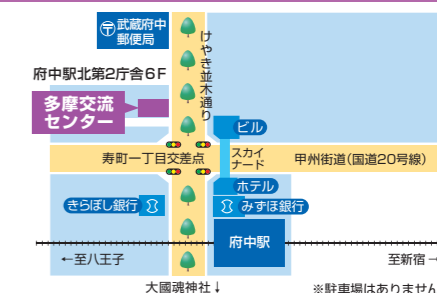 〒武蔵府中
郵便局
けやき並木通り
府中駅北第2庁舎6F
多摩交流
センター
ビル
寿町一丁目交差点
スカイ
ナード
甲州街道(国道20号線)
ホテル
きらぼし銀行
みずほ銀行
府中駅
←至八王子
至新宿→
大國魂神社↓
※駐車場はありません